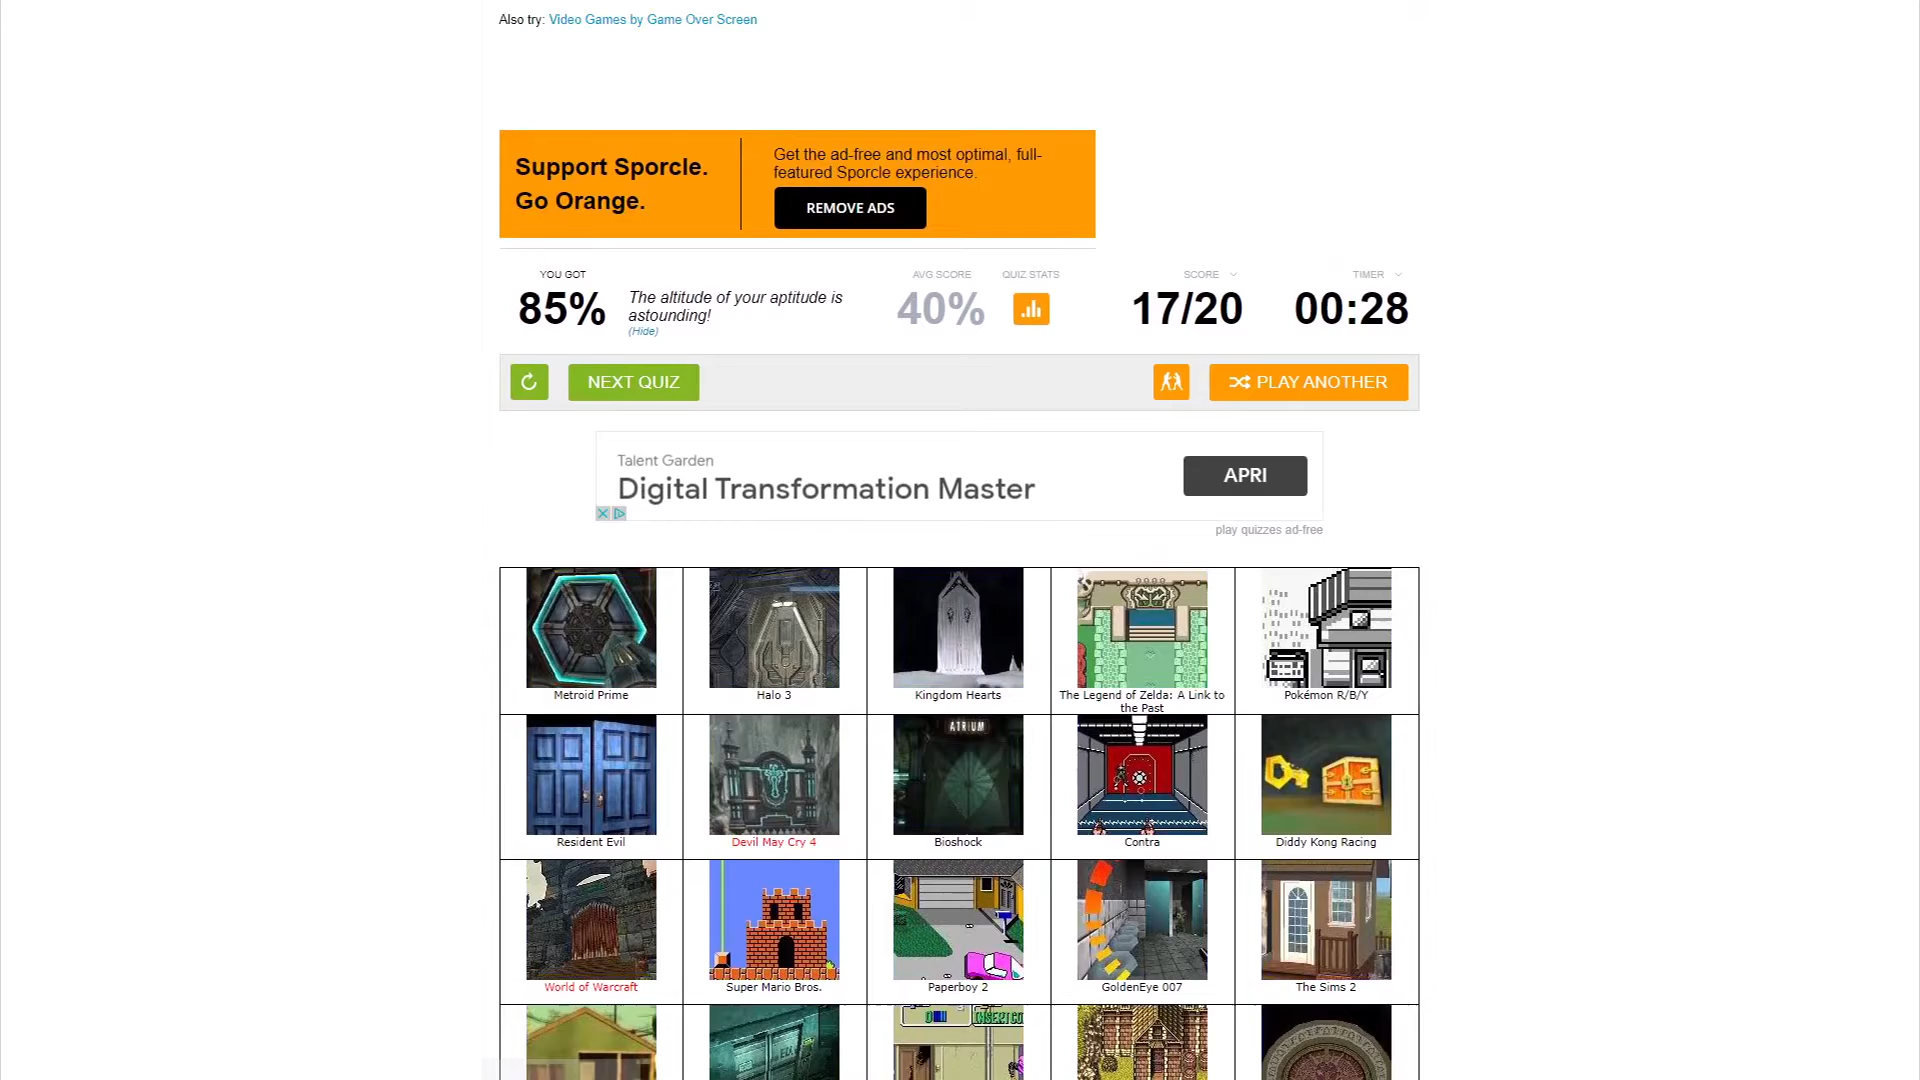 Also try: Video Games by Game Over Screen
Support Sporcle.
Go Orange.
Get the ad-free and most optimal, full-
featured Sporcle experience.
REMOVE ADS
YOU GOT
85%
The altitude of your aptitude is
astounding!
(Hide)
AVG SCORE
40%
QUIZ STATS
SCORE
17/20
TIMER
00:28
NEXT QUIZ
PLAY ANOTHER
Talent Garden
Digital Transformation Master
APRI
play quizzes ad-free
Metroid Prime
Halo 3
Kingdom Hearts
The Legend of Zelda: A Link to
the Past
Pokémon R/B/Y
ATRIUM
Resident Evil
Devil May Cry 4
Bioshock
Contra
Diddy Kong Racing
World of Warcraft
Super Mario Bros.
Paperboy 2
GoldenEye 007
The Sims 2
INSERT CO